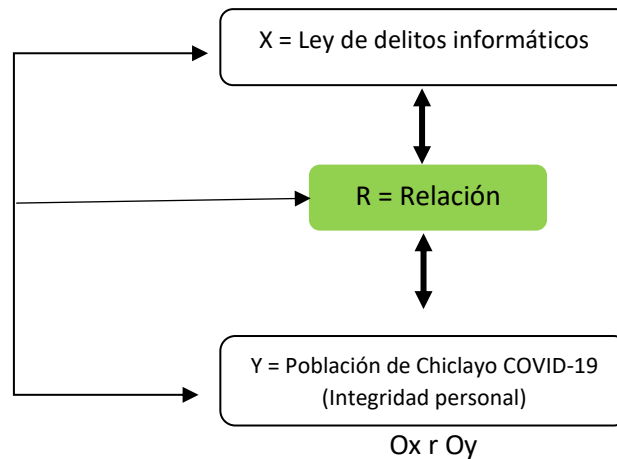 X = Ley de delitos informáticos
R = Relación
Y = Población de Chiclayo COVID-19
(Integridad personal)
Ox r Oy